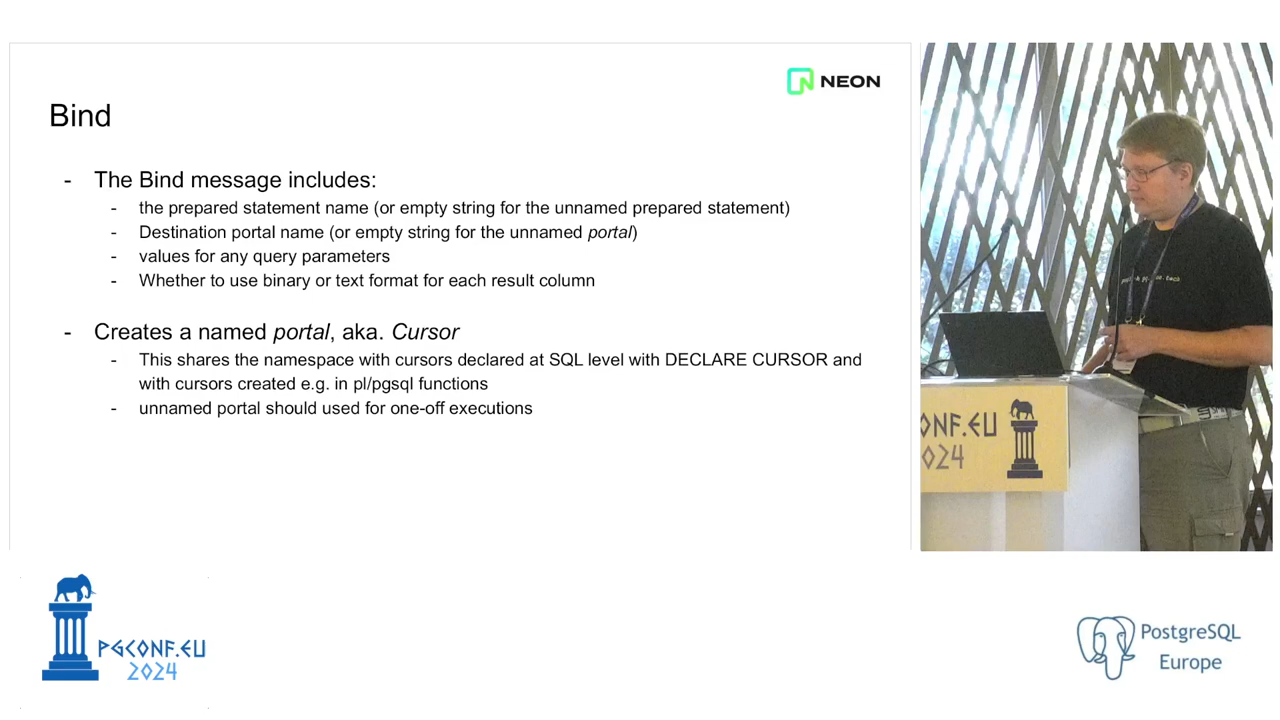 NEON
Bind
- The Bind message includes:
- the prepared statement name (or empty string for the unnamed prepared statement)
- Destination portal name (or empty string for the unnamed portal)
- values for any query parameters
- Whether to use binary or text format for each result column
- Creates a named portal, aka. Cursor
- This shares the namespace with cursors declared at SQL level with DECLARE CURSOR and
with cursors created e.g. in pl/pgsql functions
- unnamed portal should used for one-off executions
ONF.EU
024
PGCONF.EU
2024
PostgreSQL
Europe